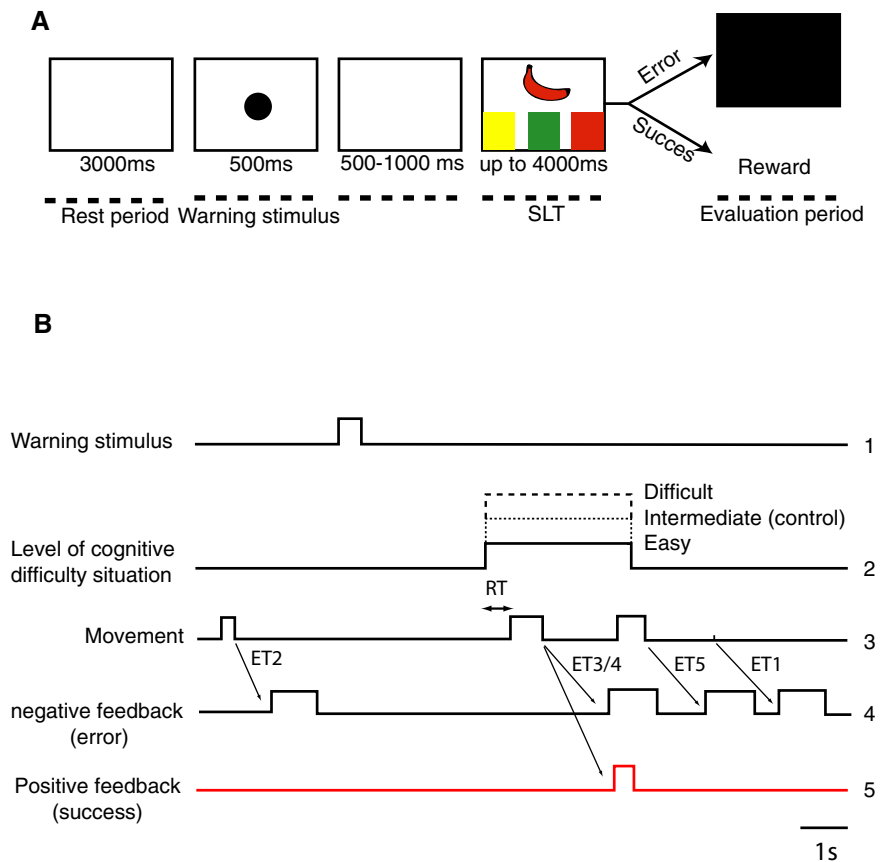 A
Error
Succes
3000ms
500ms
500-1000 ms
up to 4000ms
Reward
Rest period
Warning stimulus
SLT
Evaluation period
B
Warning stimulus
1
Difficult
Intermediate (control)
Easy
Level of cognitive
difficulty situation
2
RT
Movement
3
ET2
ET3/4
ET5
ET1
negative feedback
(error)
4
Positive feedback
(success)
5
1s